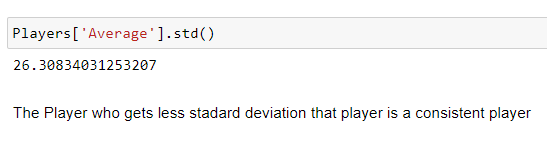 Players['Average'].std()
26.30834031253207
The Player who gets less stadard deviation that player is a consistent player